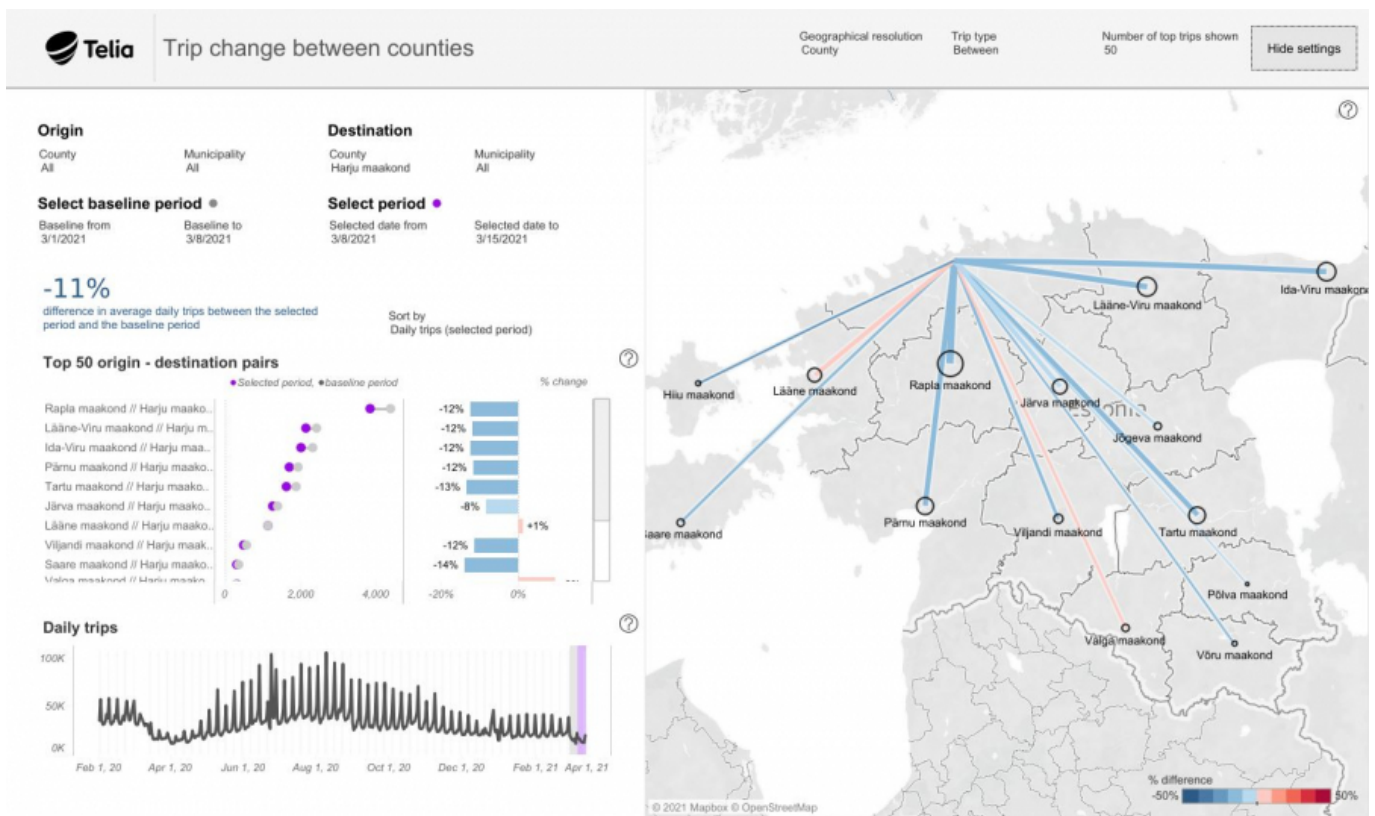 Telia
Trip change between counties
Geographical resolution
County
Trip type
Between
Number of top trips shown
50
Hide settings
Origin
County
All
Municipality
All
Destination
County
Harju maakond
Municipality
All
Select baseline period
Baseline from
3/1/2021
Baseline to
3/8/2021
Select period
Selected date from
3/8/2021
Selected date to
3/15/2021
-11%
difference in average daily trips between the selected
period and the baseline period
Sort by
Daily trips (selected period)
Top 50 origin - destination pairs
?
Selected period, baseline period
% change
Rapla maakond // Harju maako..
-12%
Lääne-Viru maakond // Harju m..
-12%
Ida-Viru maakond // Harju maa..
-12%
Pärnu maakond // Harju maako..
-12%
Tartu maakond // Harju maako..
-13%
Järva maakond // Harju maako..
-8%
Lääne maakond // Harju maako..
+1%
Viljandi maakond // Harju maak..
-12%
Saare maakond // Harju maako..
-14%
Valga maakond // Harju maako
0 2,000 4,000 -20% 0%
Daily trips
?
100K
50K
0K
Feb 1, 20 Apr 1, 20 Jun 1, 20 Aug 1, 20 Oct 1, 20 Dec 1, 20 Feb 1, 21 Apr 1, 21
?
Ida-Viru maakon
Lääne-Viru maakond
Hiiu maakond
Lääne maakond
Rapla maakond
Järva maakond
Estonia
Jõgeva maakond
Saare maakond
Pärnu maakond
Viljandi maakond
Tartu maakond
Põlva maakond
Valga maakond
Võru maakond
% difference
-50% 50%
© 2021 Mapbox © OpenStreetMap